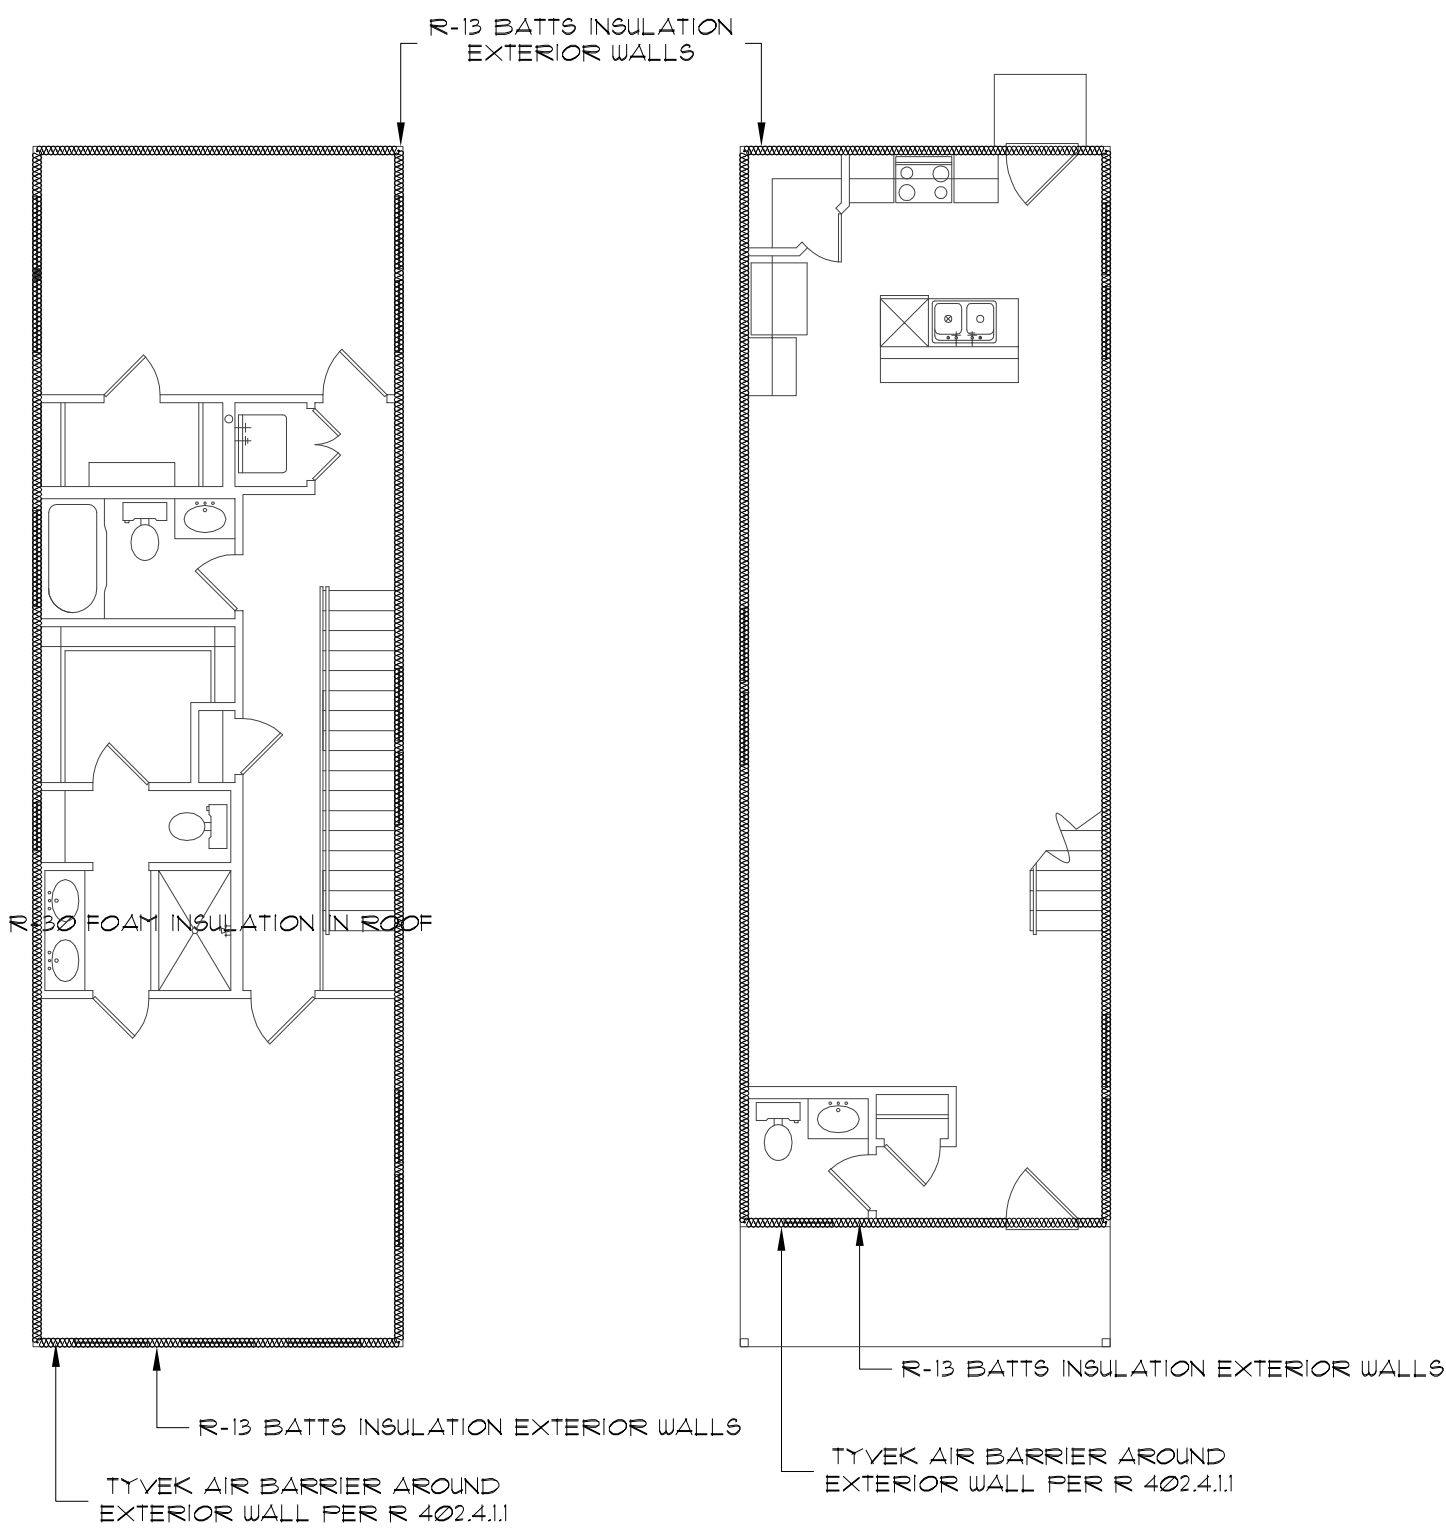 R-13 BATTS INSULATION
EXTERIOR WALLS
R-30 FOAM INSULATION IN ROOF
R-13 BATTS INSULATION EXTERIOR WALLS
R-13 BATTS INSULATION EXTERIOR WALLS
TYVEK AIR BARRIER AROUND
EXTERIOR WALL PER R 402.4.1.1
TYVEK AIR BARRIER AROUND
EXTERIOR WALL PER R 402.4.1.1